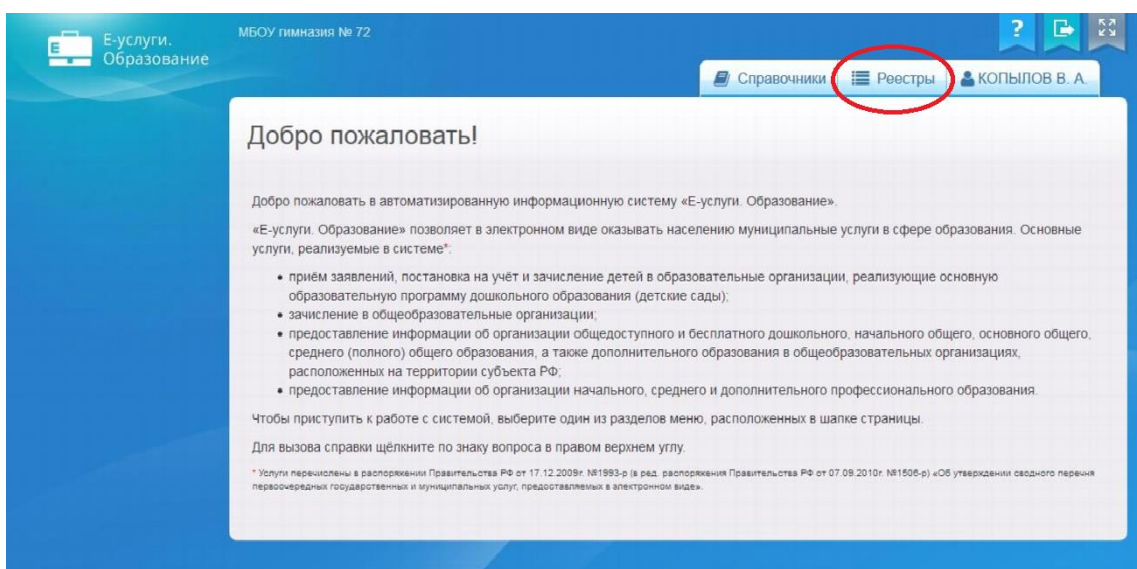 Е-услуги.
Образование
МБОУ гимназия № 72
?
Справочники
Реестры
КОПЫЛОВ В. А.
Добро пожаловать!
Добро пожаловать в автоматизированную информационную систему «Е-услуги. Образование».
«Е-услуги. Образование» позволяет в электронном виде оказывать населению муниципальные услуги в сфере образования. Основные
услуги, реализуемые в системе*:
• приём заявлений, постановка на учёт и зачисление детей в образовательные организации, реализующие основную
образовательную программу дошкольного образования (детские сады);
• зачисление в общеобразовательные организации;
• предоставление информации об организации общедоступного и бесплатного дошкольного, начального общего, основного общего,
среднего (полного) общего образования, а также дополнительного образования в общеобразовательных организациях,
расположенных на территории субъекта РФ;
• предоставление информации об организации начального, среднего и дополнительного профессионального образования.
Чтобы приступить к работе с системой, выберите один из разделов меню, расположенных в шапке страницы.
Для вызова справки щёлкните по знаку вопроса в правом верхнем углу.
* Услуги перечислены в распоряжении Правительства РФ от 17.12.2009г. №1993-р (в ред. распоряжения Правительства РФ от 07.09.2010г. №1506-р) «Об утверждении сводного перечня
первоочередных государственных и муниципальных услуг, предоставляемых в электронном виде».